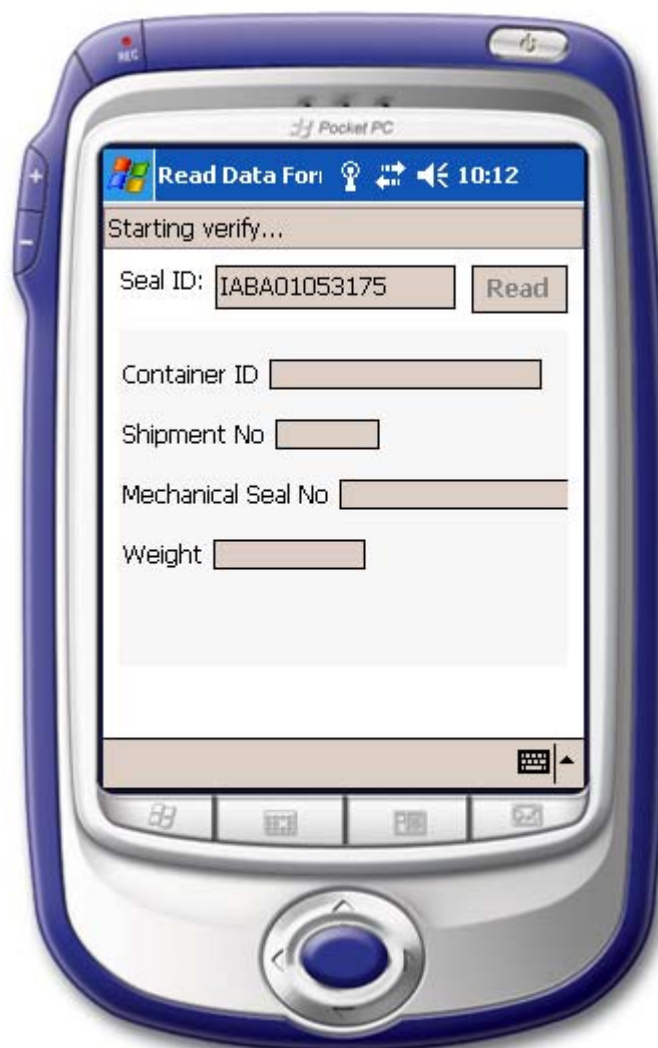 REC
Pocket PC
Read Data For 10:12
Starting verify...
Seal ID: IABA01053175 Read
Container ID
Shipment No
Mechanical Seal No
Weight